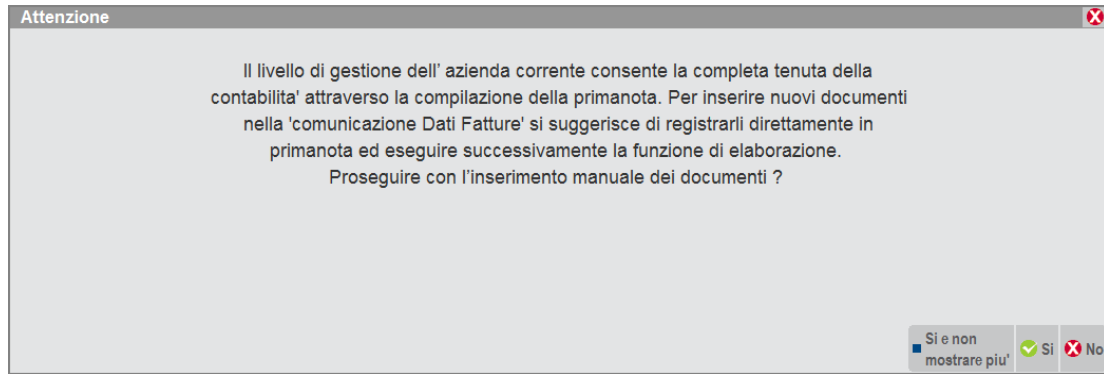 Attenzione
Il livello di gestione dell' azienda corrente consente la completa tenuta della
contabilita' attraverso la compilazione della primanota. Per inserire nuovi documenti
nella 'comunicazione Dati Fatture' si suggerisce di registrarli direttamente in
primanota ed eseguire successivamente la funzione di elaborazione.
Proseguire con l'inserimento manuale dei documenti ?
Si e non
mostrare piu'
Si
No